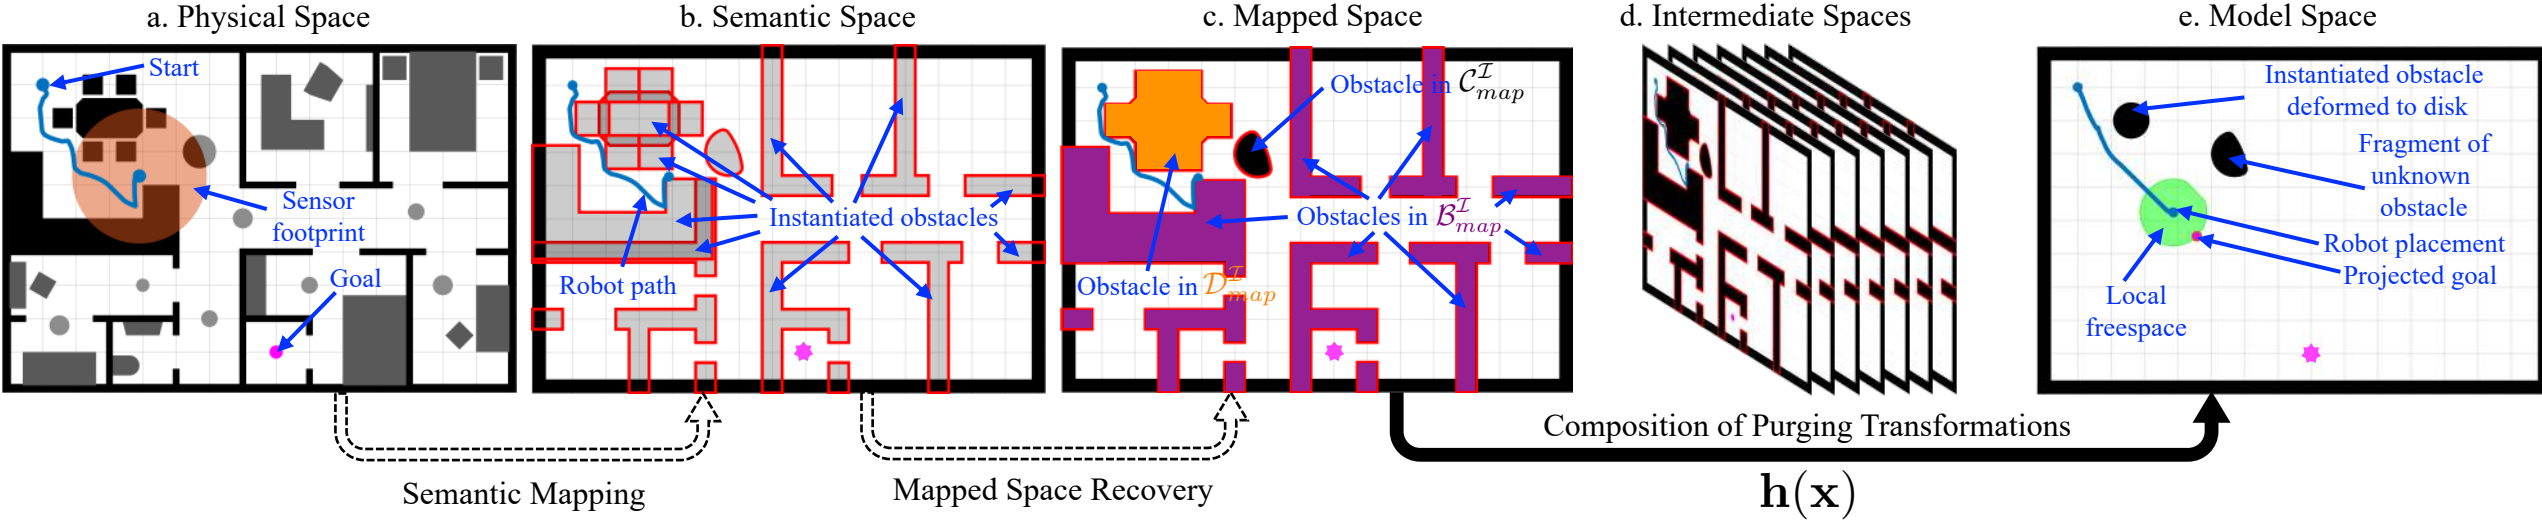 a. Physical Space
b. Semantic Space
c. Mapped Space
d. Intermediate Spaces
e. Model Space
Start
Sensor
footprint
Goal
Instantiated obstacles
Robot path
Obstacle in 𝒞^ℐ_map
Obstacles in ℬ^ℐ_map
Obstacle in 𝒟^ℐ_map
Instantiated obstacle
deformed to disk
Fragment of
unknown
obstacle
Robot placement
Projected goal
Local
freespace
Semantic Mapping
Mapped Space Recovery
Composition of Purging Transformations
h(x)